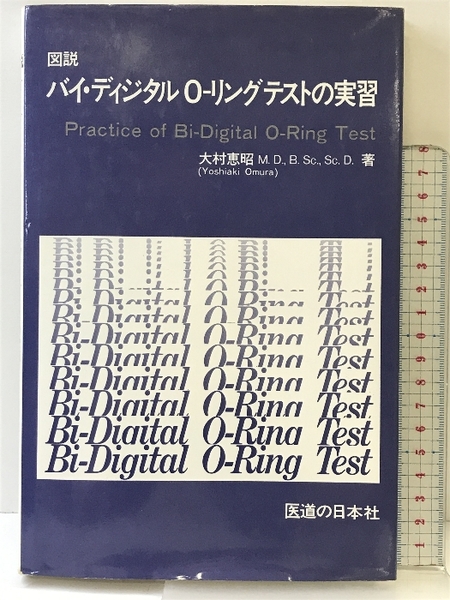 図説
バイ・ディジタルO-リングテストの実習
Practice of Bi-Digital O-Ring Test
大村恵昭 M. D., B. Sc., Sc. D. 著
(Yoshiaki Omura)
Bi-Digital O-Ring Test
Bi-Digital O-Ring Test
Bi-Digital O-Ring Test
Bi-Digital O-Ring Test
Bi-Digital O-Ring Test
Bi-Digital O-Ring Test
医道の日本社